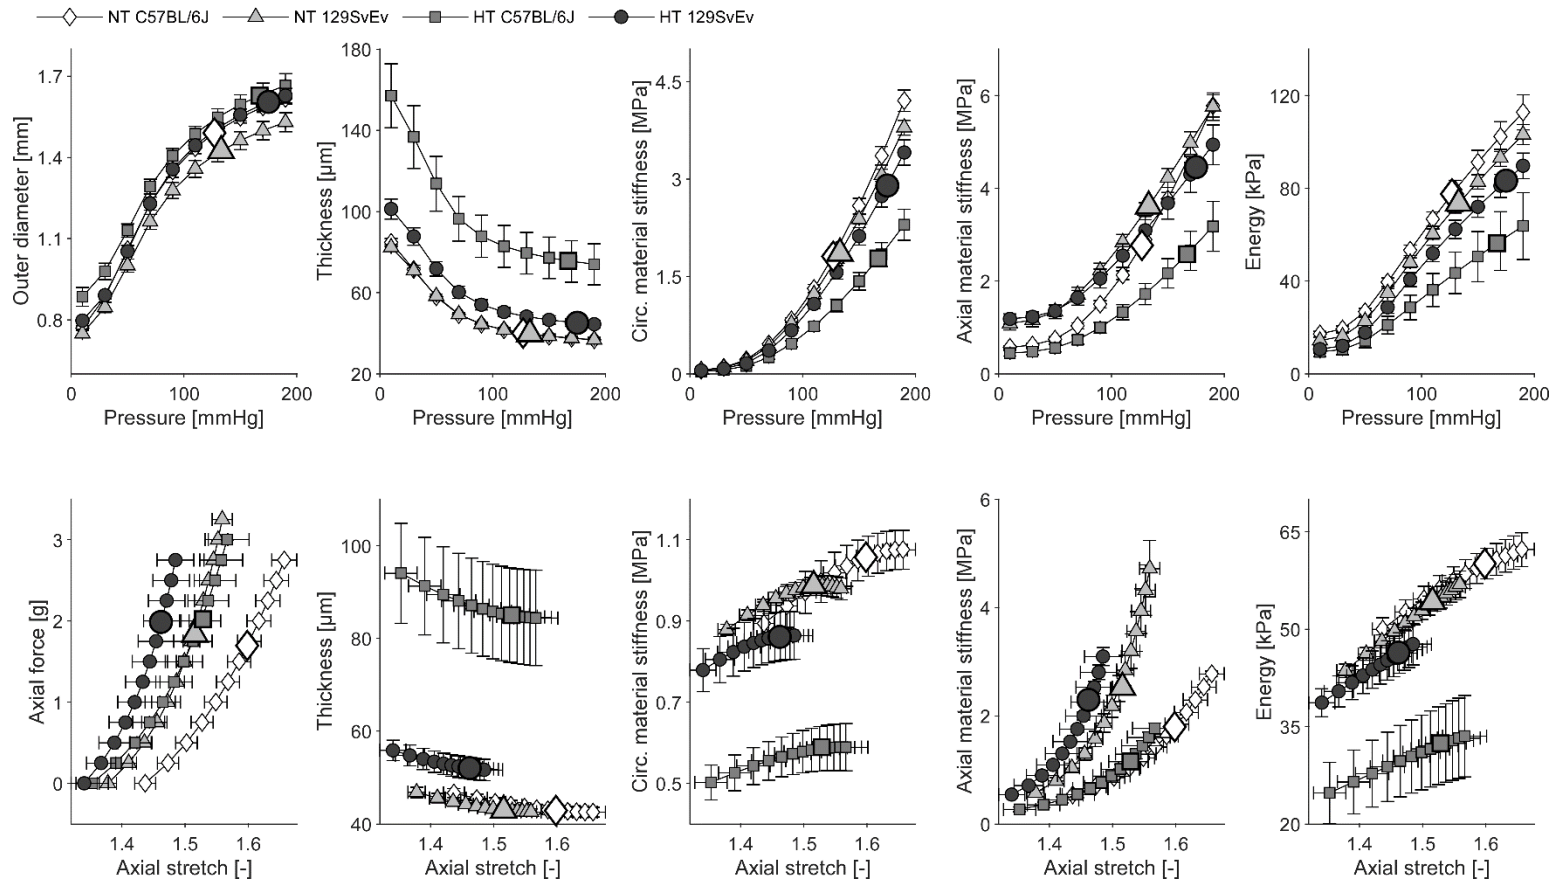 NT C57BL/6J NT 129SvEv HT C57BL/6J HT 129SvEv
Outer diameter [mm]
1.7
1.4
1.1
0.8
0 100 200
Pressure [mmHg]
Thickness [µm]
180
140
100
60
20
0 100 200
Pressure [mmHg]
Circ. material stiffness [MPa]
4.5
3
1.5
0
0 100 200
Pressure [mmHg]
Axial material stiffness [MPa]
6
4
2
0
0 100 200
Pressure [mmHg]
Energy [kPa]
120
80
40
0
0 100 200
Pressure [mmHg]
Axial force [g]
3
2
1
0
1.4 1.5 1.6
Axial stretch [-]
Thickness [µm]
100
80
60
40
1.4 1.5 1.6
Axial stretch [-]
Circ. material stiffness [MPa]
1.1
0.9
0.7
0.5
1.4 1.5 1.6
Axial stretch [-]
Axial material stiffness [MPa]
6
4
2
0
1.4 1.5 1.6
Axial stretch [-]
Energy [kPa]
65
50
35
20
1.4 1.5 1.6
Axial stretch [-]